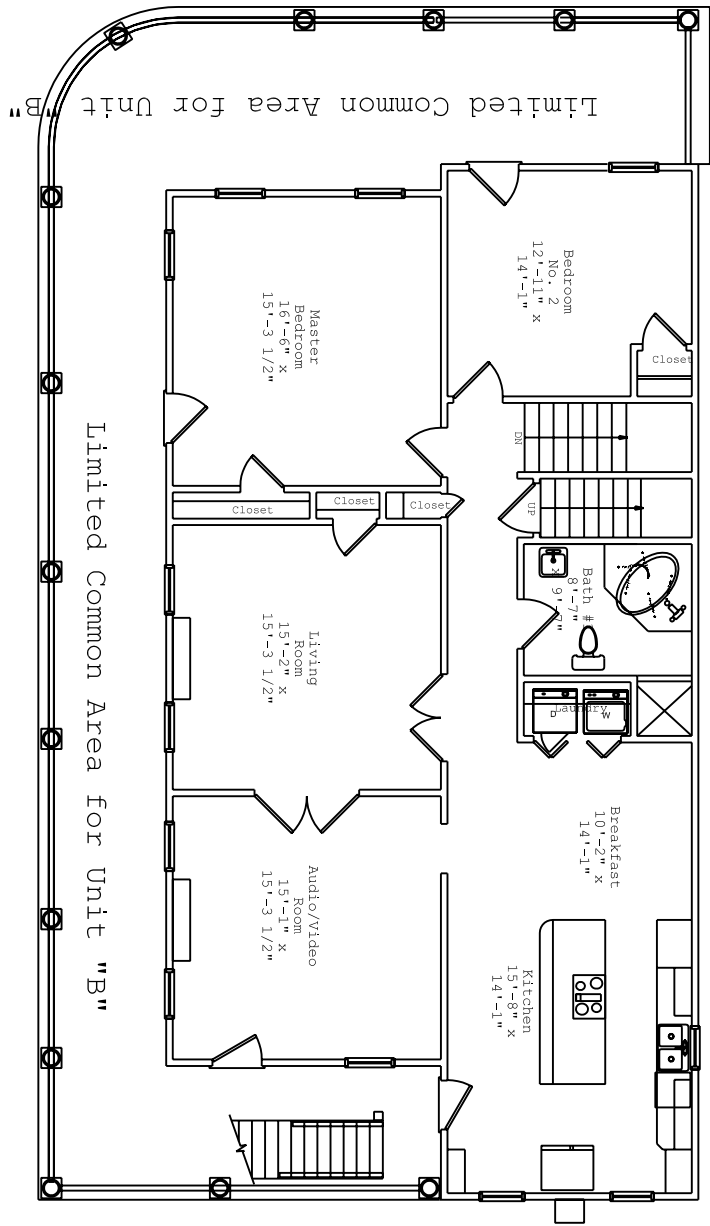 Limited Common Area for Unit "B"
Bedroom
No. 2
12'-11" x
14'-1"
Closet
Master
Bedroom
16'-6" x
15'-3 1/2"
DN
UP
Closet
Closet
Closet
Bath #
8'-7"
x 9'-7"
Living
Room
15'-2" x
15'-3 1/2"
Laundry
D
W
Limited Common Area for Unit "B"
Breakfast
10'-2" x
14'-1"
Audio/Video
Room
15'-1" x
15'-3 1/2"
Kitchen
15'-8" x
14'-1"